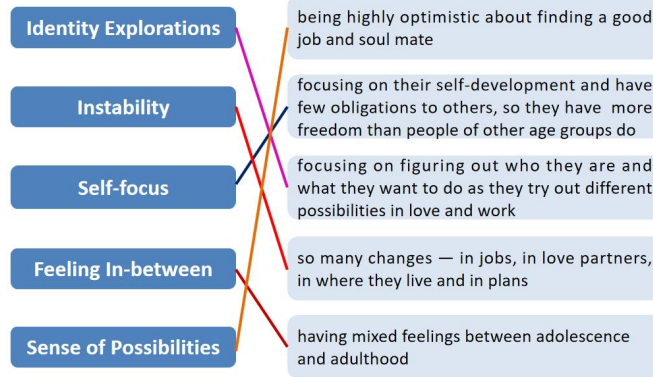 Identity Explorations
Instability
Self-focus
Feeling In-between
Sense of Possibilities
being highly optimistic about finding a good
job and soul mate
focusing on their self-development and have
few obligations to others, so they have more
freedom than people of other age groups do
focusing on figuring out who they are and
what they want to do as they try out different
possibilities in love and work
so many changes — in jobs, in love partners,
in where they live and in plans
having mixed feelings between adolescence
and adulthood